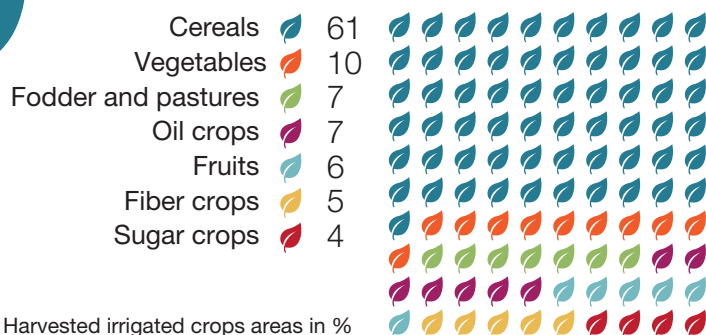 Cereals 61
Vegetables 10
Fodder and pastures 7
Oil crops 7
Fruits 6
Fiber crops 5
Sugar crops 4
Harvested irrigated crops areas in %